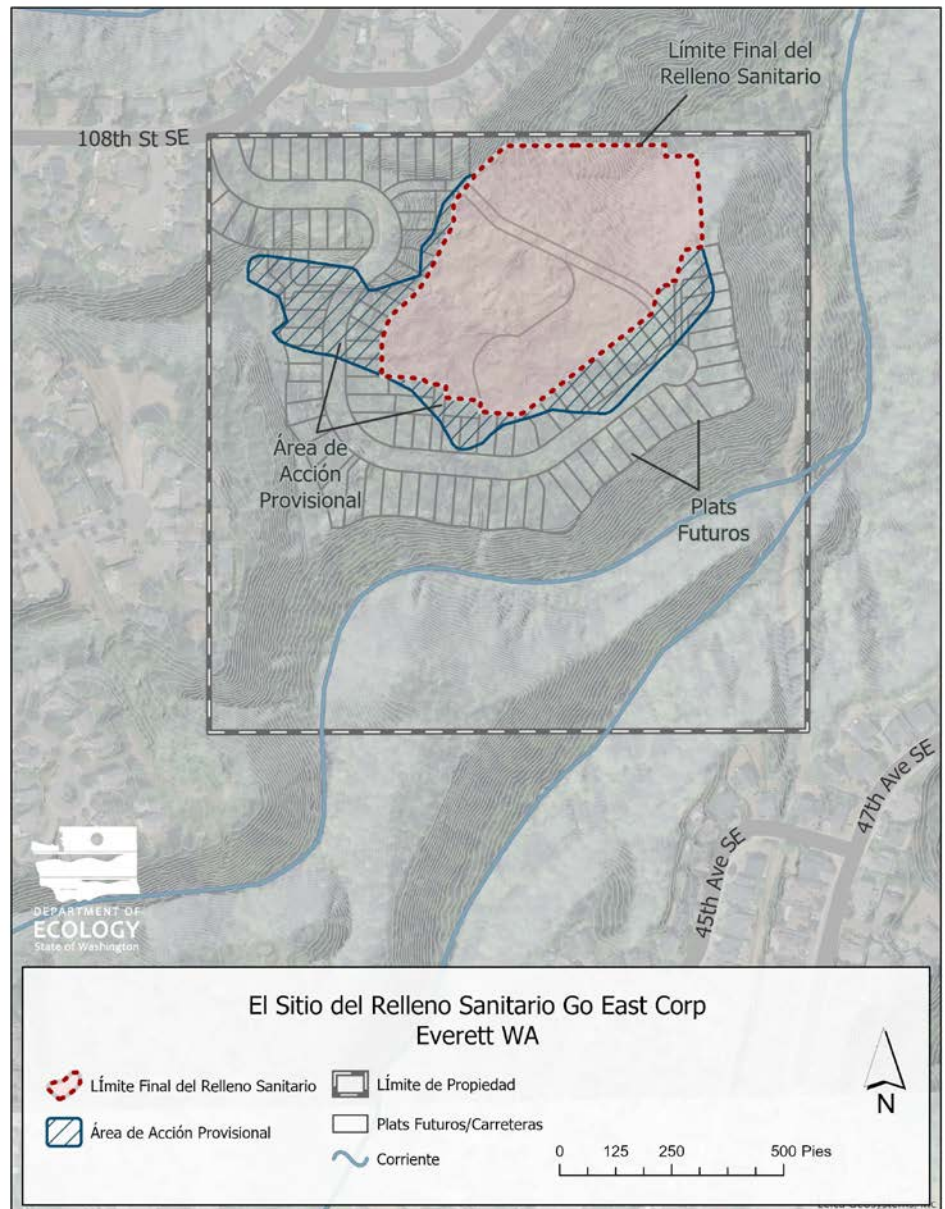 Límite Final del
Relleno Sanitario
108th St SE
Área de
Acción
Provisional
Plats
Futuros
47th Ave SE
45th Ave SE
DEPARTMENT OF
ECOLOGY
State of Washington
El Sitio del Relleno Sanitario Go East Corp
Everett WA
LÍmite Final del Relleno Sanitario
Área de Acción Provisional
LÍmite de Propiedad
Plats Futuros/Carreteras
Corriente
N
0 125 250 500 Pies